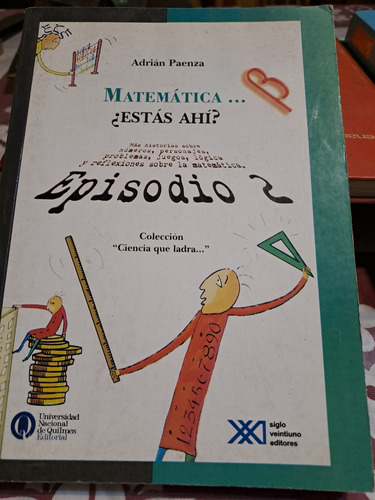 Adrián Paenza
MATEMÁTICA ...
β
¿ESTÁS AHÍ?
Más historias sobre
números, personajes,
problemas, juegos, lógica
y reflexiones sobre la matemática.
Episodio 2
Colección
"Ciencia que ladra..."
1234567890
Universidad
Nacional
de Quilmes
Editorial
siglo
veintiuno
editores